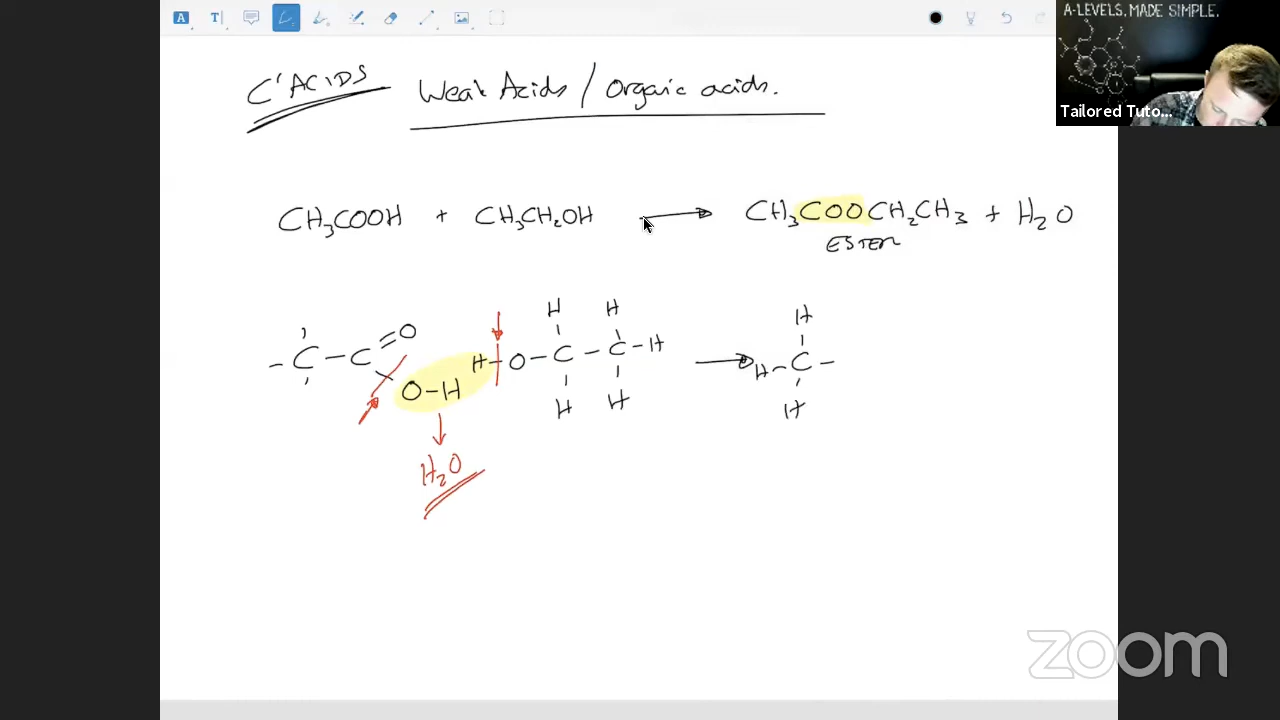 A-LEVELS. MADE SIMPLE.
Tailored Tuto...
C' ACIDS Weak Acids / Organic acids.
CH₃COOH + CH₃CH₂OH → CH₃COOCH₂CH₃ + H₂O
ESTER
H H H
- C - C = O H - O - C - C - H → H - C -
O - H H H H
H₂O
zoom